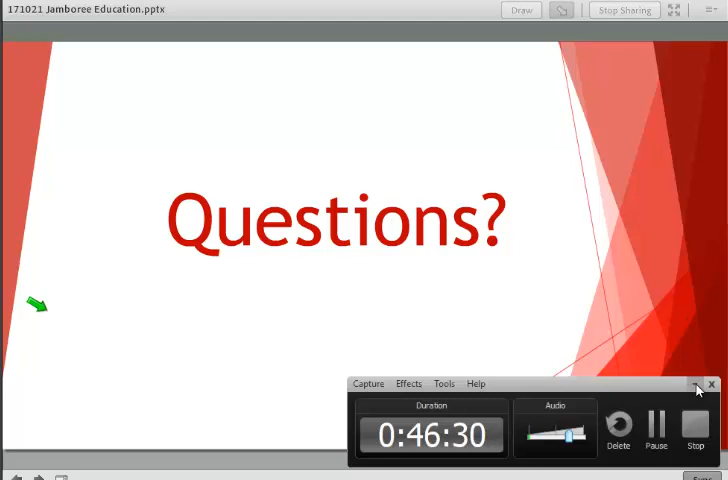 171021 Jamboree Education.pptx
Draw
Stop Sharing
Questions?
Capture Effects Tools Help
Duration
Audio
0:46:30
Delete
Pause
Stop
Sync